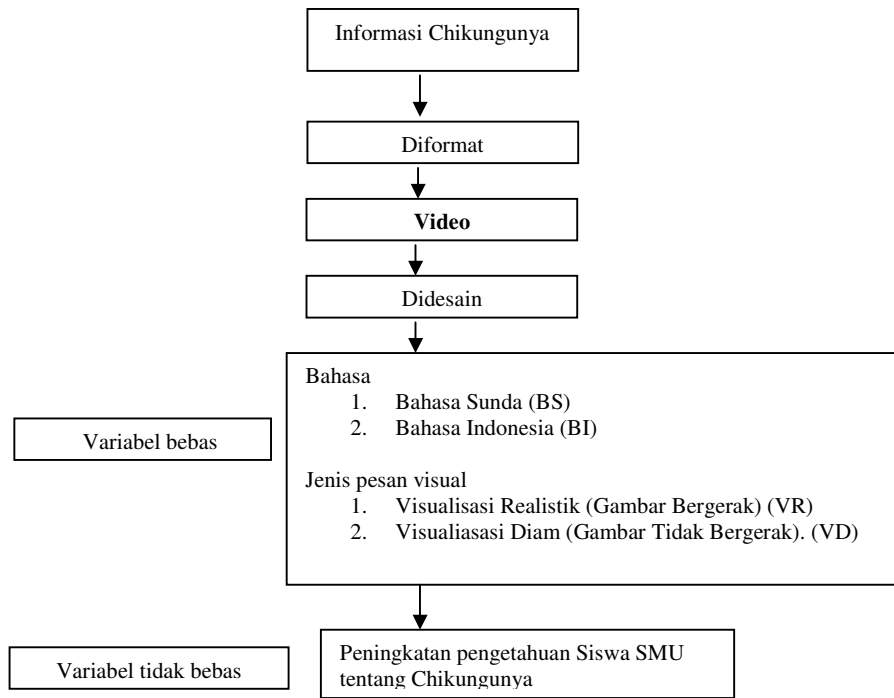 Informasi Chikungunya
Diformat
Video
Didesain
Bahasa
1. Bahasa Sunda (BS)
2. Bahasa Indonesia (BI)
Variabel bebas
Jenis pesan visual
1. Visualisasi Realistik (Gambar Bergerak) (VR)
2. Visualiasasi Diam (Gambar Tidak Bergerak). (VD)
Variabel tidak bebas
Peningkatan pengetahuan Siswa SMU
tentang Chikungunya